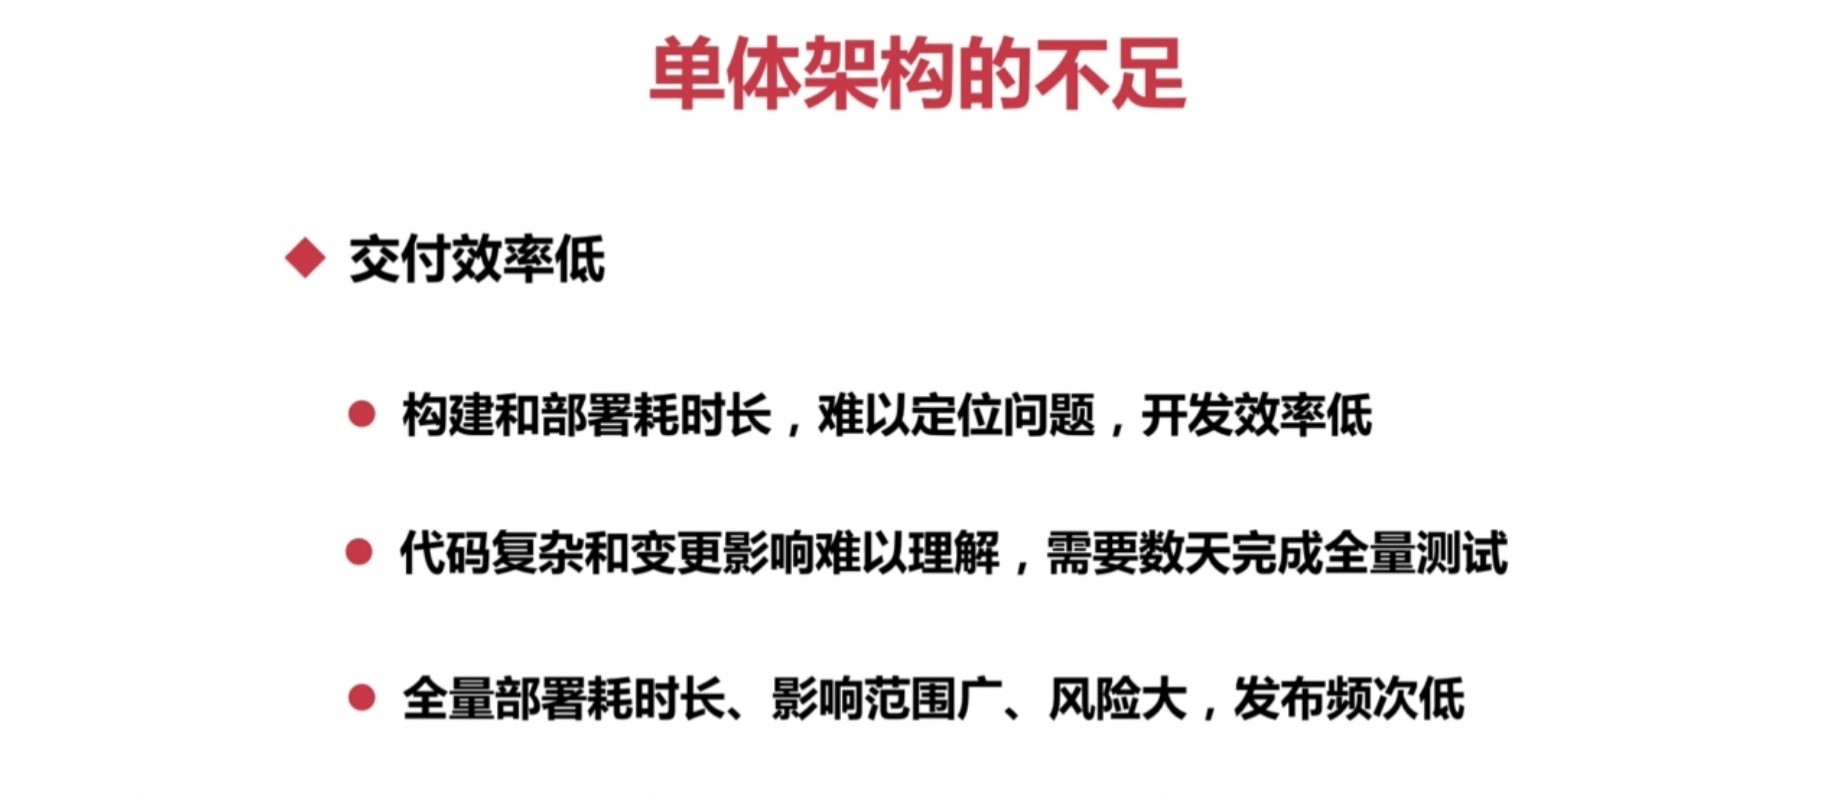 单体架构的不足
交付效率低
构建和部署耗时长，难以定位问题，开发效率低
代码复杂和变更影响难以理解，需要数天完成全量测试
全量部署耗时长、影响范围广、风险大，发布频次低